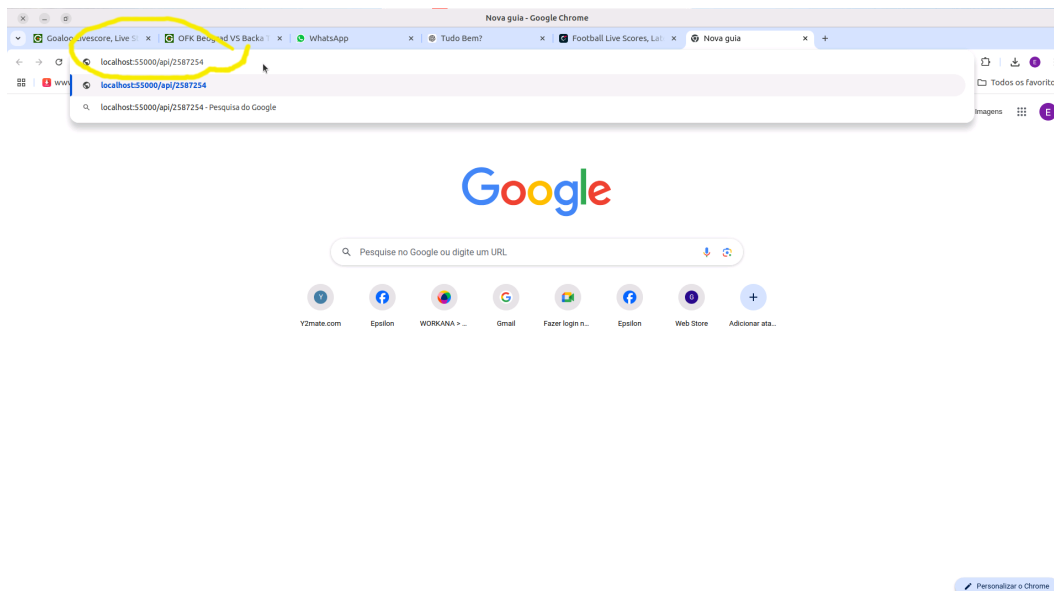 Nova guia - Google Chrome
Goaloo Livescore, Live S
OFK Beograd VS Backa T
WhatsApp
Tudo Bem?
Football Live Scores, Lat
Nova guia
localhost:55000/api/2587254
E
www
localhost:55000/api/2587254
Todos os favorito
localhost:55000/api/2587254 - Pesquisa do Google
Imagens
E
Google
Pesquise no Google ou digite um URL
Y
G
Y2mate.com
Epsilon
WORKANA > ...
Gmail
Fazer login n...
Epsilon
Web Store
Adicionar ata...
Personalizar o Chrome